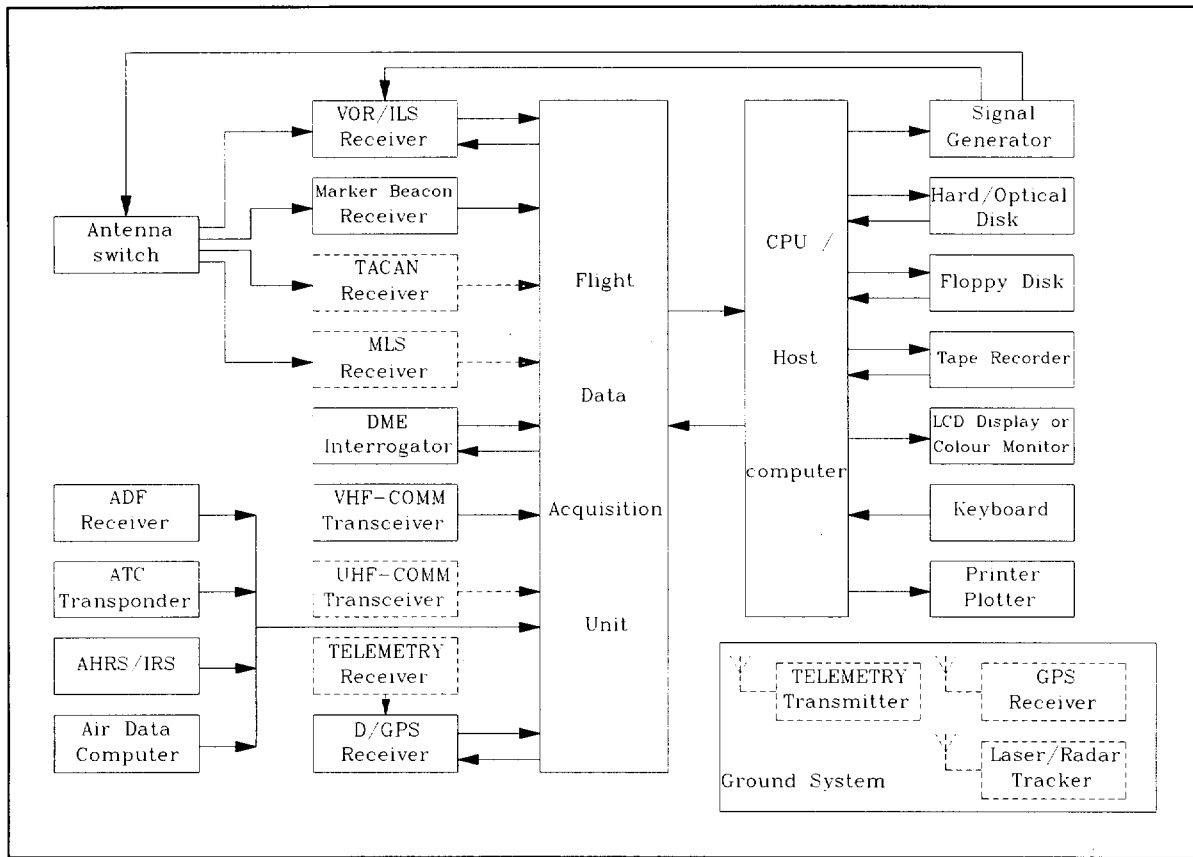 VOR/ILS
Receiver
Marker Beacon
Receiver
Antenna
switch
TACAN
Receiver
MLS
Receiver
DME
Interrogator
ADF
Receiver
VHF-COMM
Transceiver
ATC
Transponder
UHF-COMM
Transceiver
AHRS/IRS
TELEMETRY
Receiver
Air Data
Computer
D/GPS
Receiver
Flight
Data
Acquisition
Unit
CPU /
Host
computer
Signal
Generator
Hard/Optical
Disk
Floppy Disk
Tape Recorder
LCD Display or
Colour Monitor
Keyboard
Printer
Plotter
TELEMETRY
Transmitter
GPS
Receiver
Laser/Radar
Tracker
Ground System